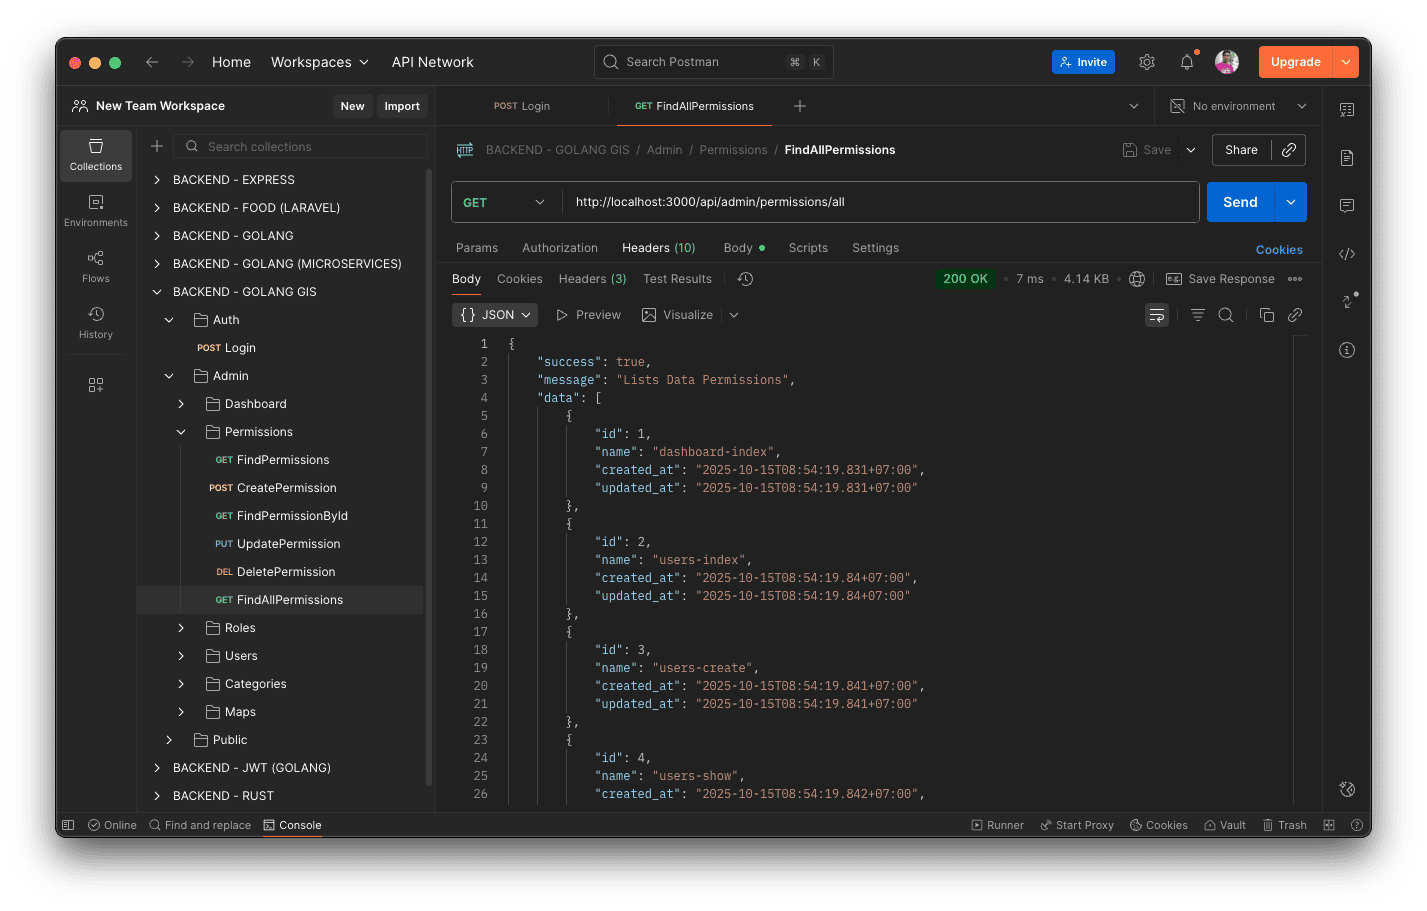 Home
Workspaces
API Network
Search Postman
⌘ K
Invite
Upgrade
New Team Workspace
New
Import
POST Login
GET FindAllPermissions
No environment
Collections
Environments
Flows
History
Search collections
BACKEND - EXPRESS
BACKEND - FOOD (LARAVEL)
BACKEND - GOLANG
BACKEND - GOLANG (MICROSERVICES)
BACKEND - GOLANG GIS
Auth
POST Login
Admin
Dashboard
Permissions
GET FindPermissions
POST CreatePermission
GET FindPermissionById
PUT UpdatePermission
DEL DeletePermission
GET FindAllPermissions
Roles
Users
Categories
Maps
Public
BACKEND - JWT (GOLANG)
BACKEND - RUST
HTTP BACKEND - GOLANG GIS / Admin / Permissions / FindAllPermissions
Save
Share
GET http://localhost:3000/api/admin/permissions/all
Send
Params Authorization Headers (10) Body Scripts Settings
Cookies
Body Cookies Headers (3) Test Results
200 OK • 7 ms • 4.14 KB
e.g. Save Response
{} JSON
Preview
Visualize
1 {
2 "success": true,
3 "message": "Lists Data Permissions",
4 "data": [
5 {
6 "id": 1,
7 "name": "dashboard-index",
8 "created_at": "2025-10-15T08:54:19.831+07:00",
9 "updated_at": "2025-10-15T08:54:19.831+07:00"
10 },
11 {
12 "id": 2,
13 "name": "users-index",
14 "created_at": "2025-10-15T08:54:19.84+07:00",
15 "updated_at": "2025-10-15T08:54:19.84+07:00"
16 },
17 {
18 "id": 3,
19 "name": "users-create",
20 "created_at": "2025-10-15T08:54:19.841+07:00",
21 "updated_at": "2025-10-15T08:54:19.841+07:00"
22 },
23 {
24 "id": 4,
25 "name": "users-show",
26 "created_at": "2025-10-15T08:54:19.842+07:00",
Online
Find and replace
Console
Runner
Start Proxy
Cookies
Vault
Trash